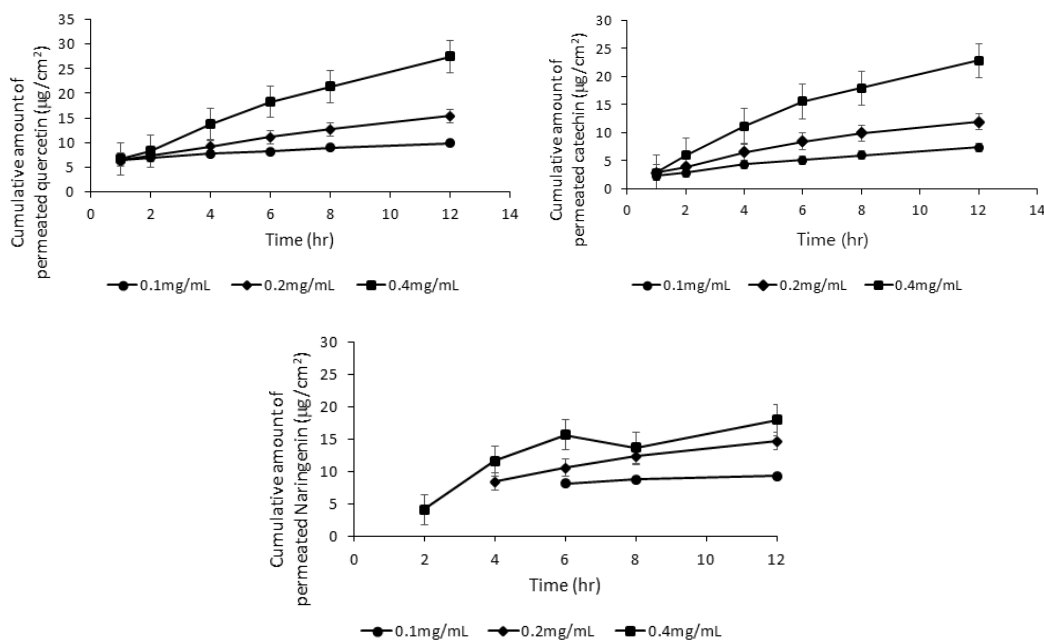 Cumulative amount of
permeated quercetin (μg/cm²)
35
30
25
20
15
10
5
0
0 2 4 6 8 10 12 14
Time (hr)
0.1mg/mL 0.2mg/mL 0.4mg/mL
Cumulative amount of
permeated catechin (μg/cm²)
30
25
20
15
10
5
0
0 2 4 6 8 10 12 14
Time (hr)
0.1mg/mL 0.2mg/mL 0.4mg/mL
Cumulative amount of
permeated Naringenin (μg/cm²)
30
25
20
15
10
5
0
2 4 6 8 10 12
Time (hr)
0.1mg/mL 0.2mg/mL 0.4mg/mL